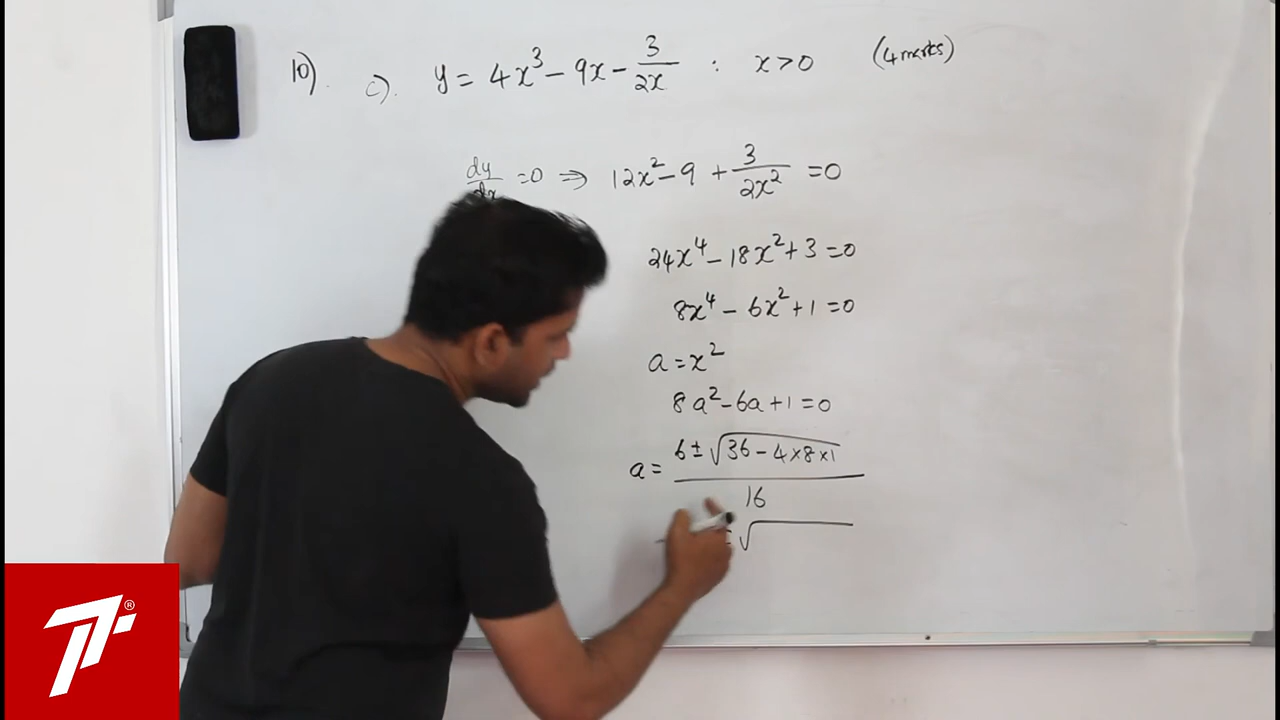 10). c). y = 4x³ - 9x - 3/2x : x > 0 (4 marks)
dy/dx = 0 ⇒ 12x² - 9 + 3/2x² = 0
24x⁴ - 18x² + 3 = 0
8x⁴ - 6x² + 1 = 0
a = x²
8a² - 6a + 1 = 0
a = 6 ± √36 - 4×8×1 / 16
± √